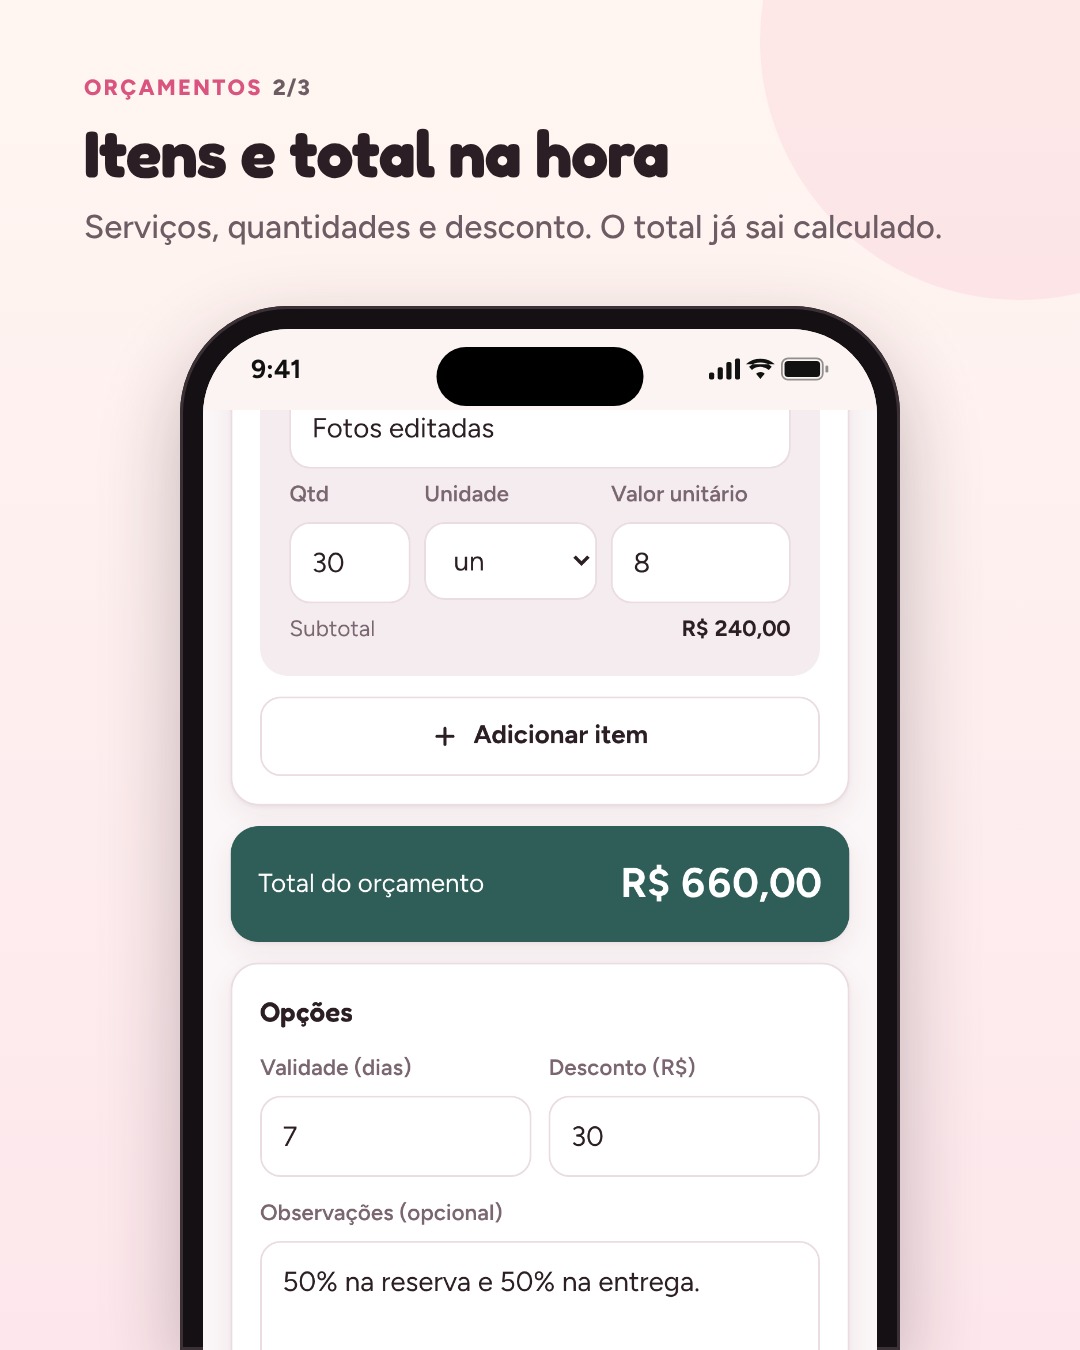 ORÇAMENTOS 2/3
Itens e total na hora
Serviços, quantidades e desconto. O total já sai calculado.
9:41
Fotos editadas
Qtd Unidade Valor unitário
30 un 8
Subtotal R$ 240,00
+ Adicionar item
Total do orçamento R$ 660,00
Opções
Validade (dias) Desconto (R$)
7 30
Observações (opcional)
50% na reserva e 50% na entrega.